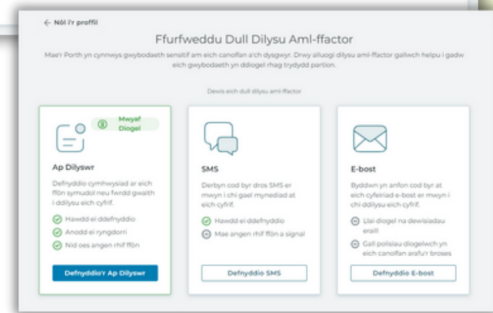 ← Nôl i'r proffil
Ffurfweddu Dull Dilysu Aml-ffactor
Mae'r Porth yn cynnwys gwybodaeth sensitif am eich canolfan a'ch dysgwyr. Drwy alluogi dilysu aml-ffactor gallwch helpu i gadw
eich gwybodaeth yn ddiogel rhag trydydd partion.
Dewis eich dull dilysu aml-ffactor
Mwyaf
Diogel
Ap Dilyswr
Defnyddio cymhwysiad ar eich
ffôn symudol neu fwrdd gwaith
i ddilysu eich cyfrif.
Hawdd ei ddefnyddio
Anodd ei ryngdorri
Nid oes angen rhif ffôn
Defnyddio'r Ap Dilyswr
SMS
Derbyn cod byr dros SMS er
mwyn i chi gael mynediad at
eich cyfrif.
Hawdd ei ddefnyddio
Mae angen rhif ffôn a signal
Defnyddio SMS
E-bost
Byddwn yn anfon cod byr at
eich cyfeiriad e-bost er mwyn i
chi ddilysu eich cyfrif.
Llai diogel na dewisiadau
eraill
Gall polisïau diogelwch yn
eich canolfan arafu'r broses
Defnyddio E-bost